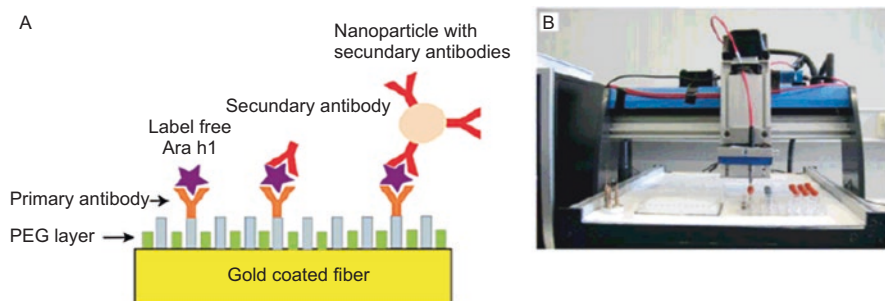 A
Nanoparticle with
secundary antibodies
Secundary antibody
Label free
Ara h1
Primary antibody
PEG layer
Gold coated fiber
B